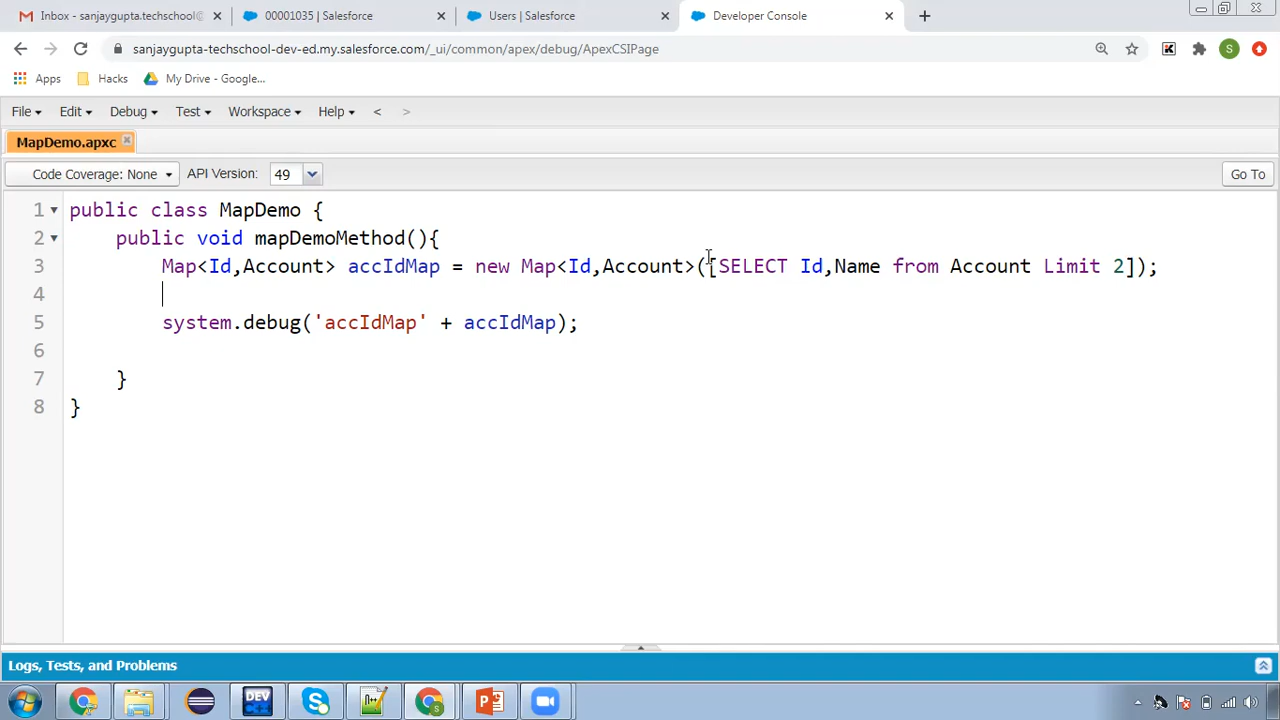 Inbox - sanjaygupta.techschool@
00001035 | Salesforce
Users | Salesforce
Developer Console
sanjaygupta-techschool-dev-ed.my.salesforce.com/_ui/common/apex/debug/ApexCSIPage
S
Apps
Hacks
My Drive - Google...
File Edit Debug Test Workspace Help < >
MapDemo.apxc
Code Coverage: None API Version: 49 Go To
1 public class MapDemo {
2 public void mapDemoMethod(){
3 Map<Id,Account> accIdMap = new Map<Id,Account>([SELECT Id,Name from Account Limit 2]);
4
5 system.debug('accIdMap' + accIdMap);
6
7 }
8 }
Logs, Tests, and Problems